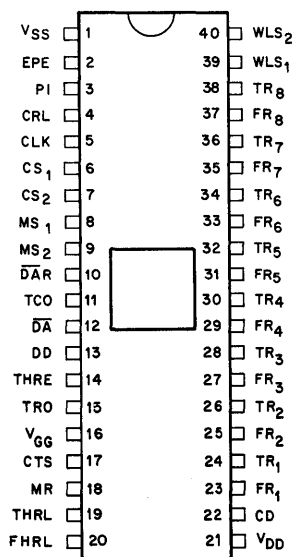 VSS 1 40 WLS2
EPE 2 39 WLS1
PI 3 38 TR8
CRL 4 37 FR8
CLK 5 36 TR7
CS1 6 35 FR7
CS2 7 34 TR6
MS1 8 33 FR6
MS2 9 32 TR5
D̅A̅R 10 31 FR5
TCO 11 30 TR4
D̅A̅ 12 29 FR4
DD 13 28 TR3
THRE 14 27 FR3
TRO 15 26 TR2
VGG 16 25 FR2
CTS 17 24 TR1
MR 18 23 FR1
THRL 19 22 CD
FHRL 20 21 VDD